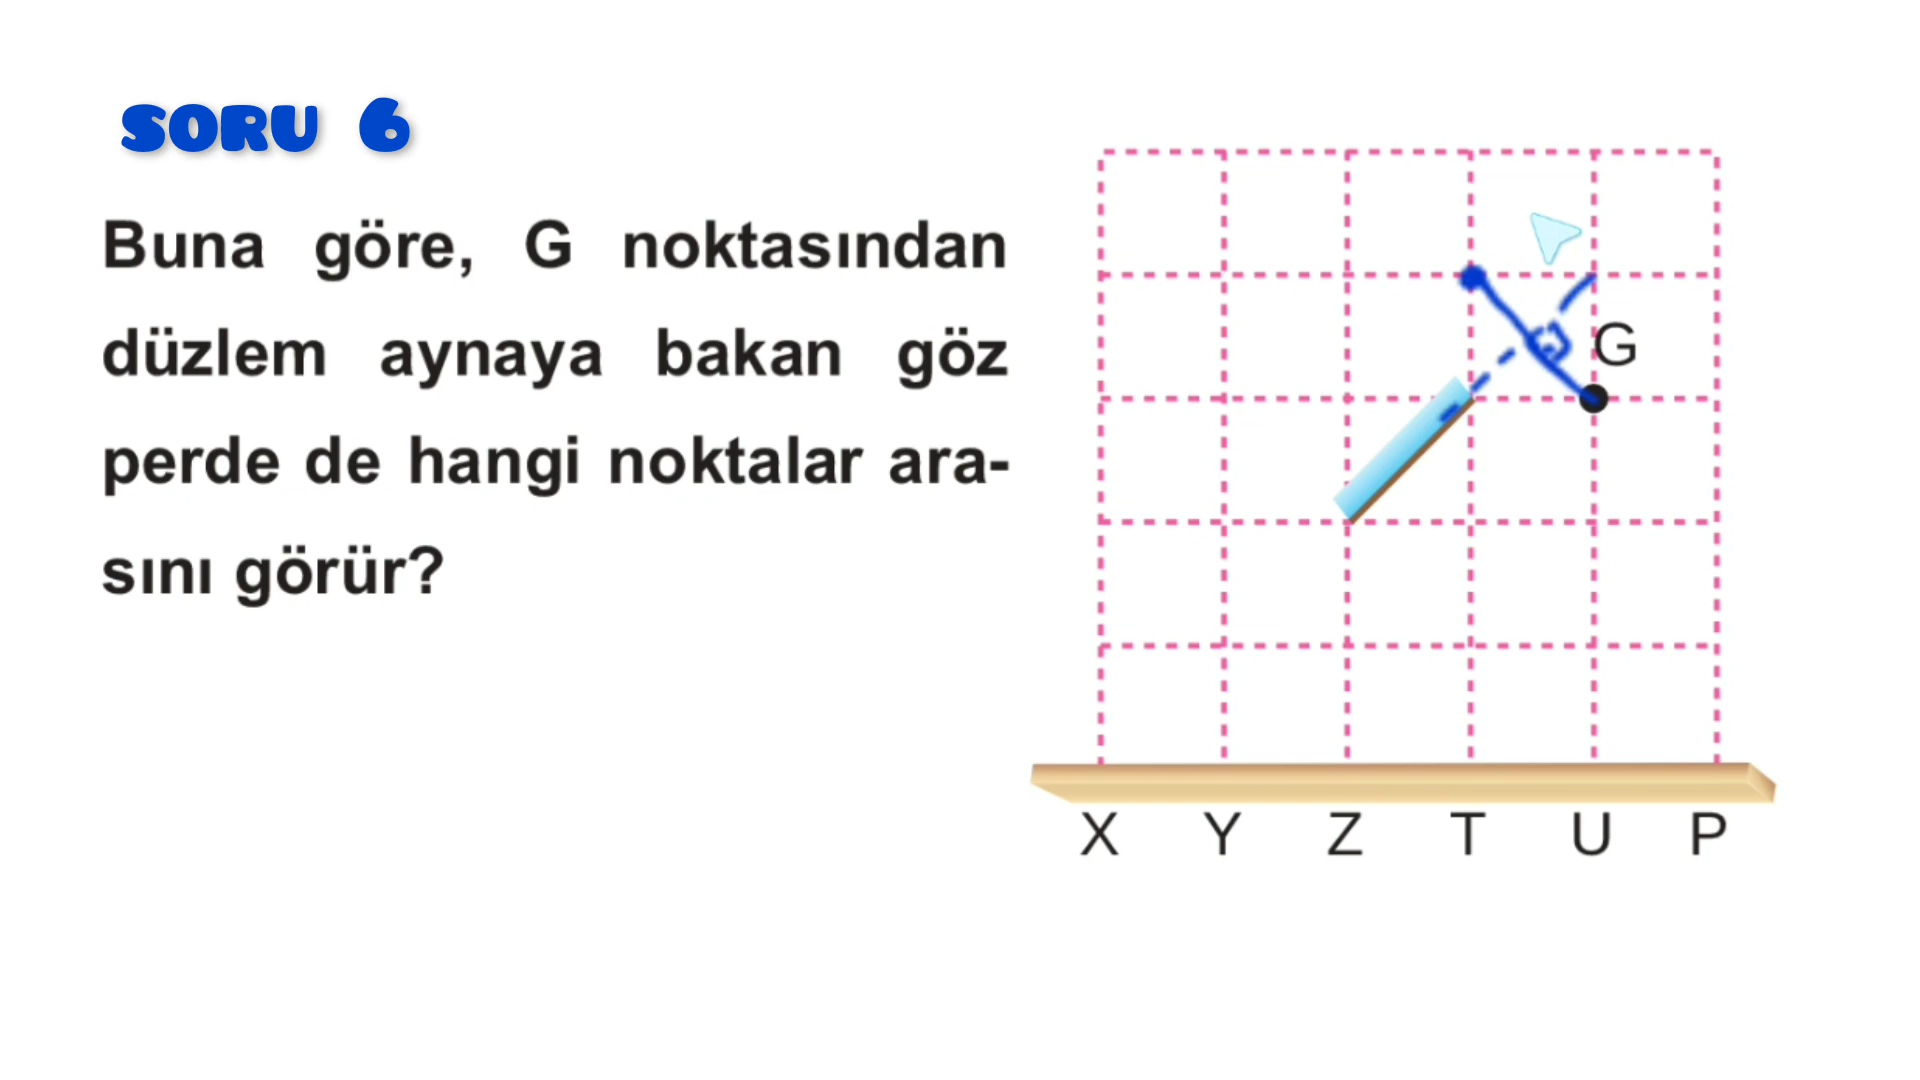 SORU 6
Buna göre, G noktasından
düzlem aynaya bakan göz
perde de hangi noktalar ara-
sını görür?
G
X Y Z T U P